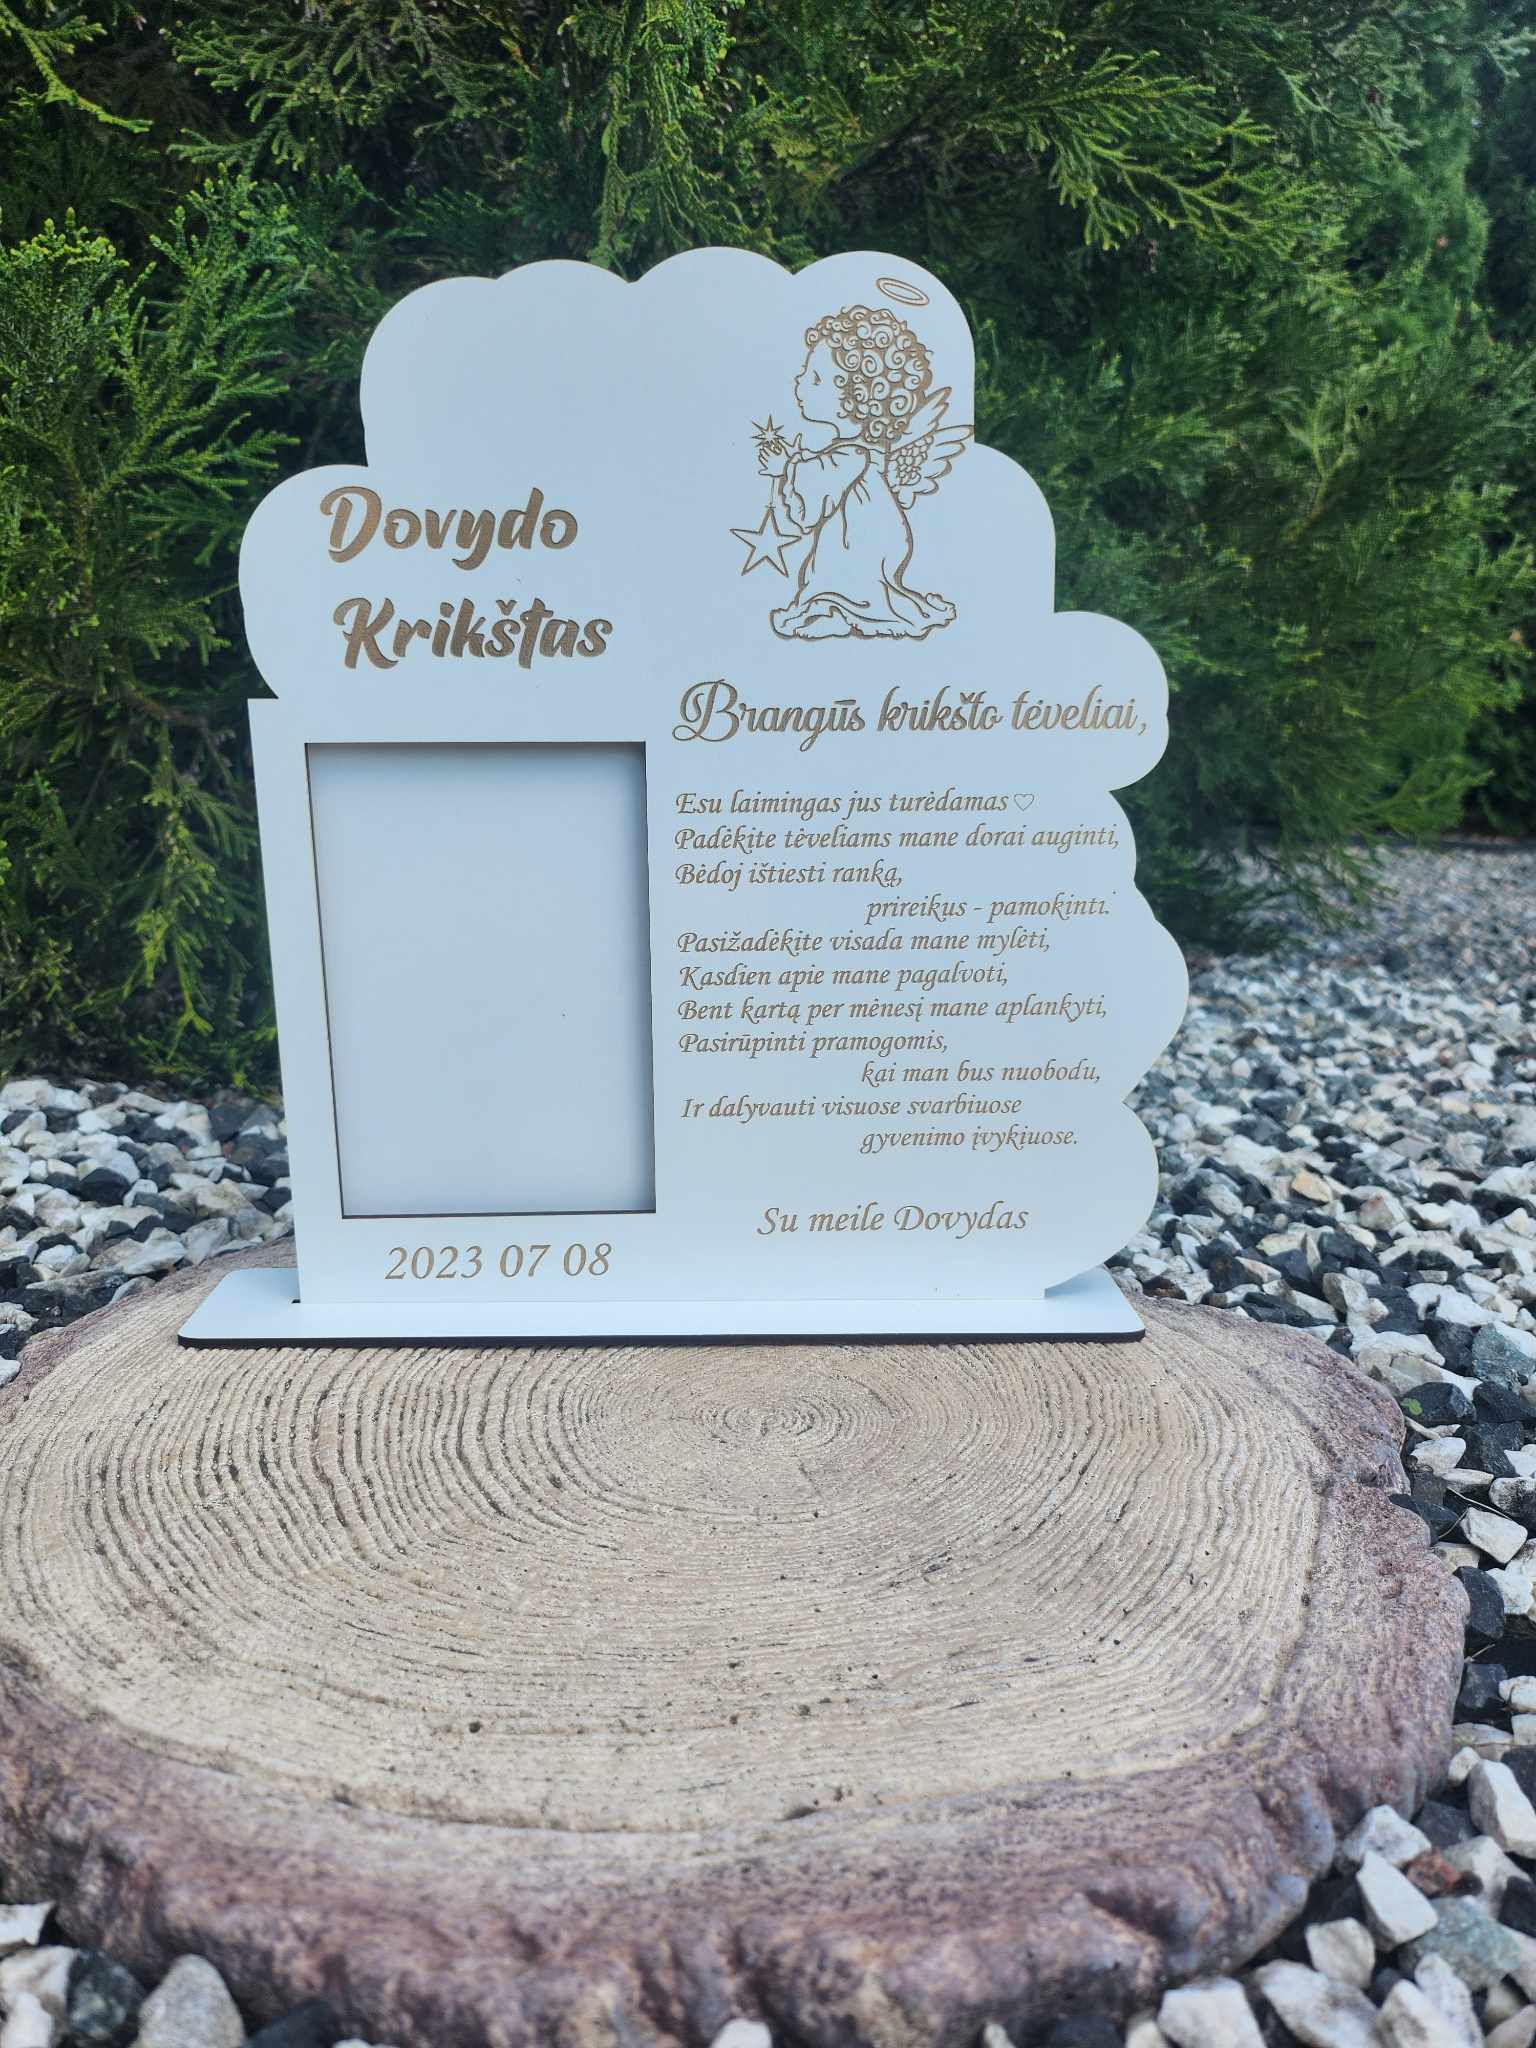 Dovydo
Krikštas
Brangūs krikšto tėveliai,
Esu laimingas jus turėdamas ♡
Padėkite tėveliams mane dorai auginti,
Bėdoj ištiesti ranką,
prireikus - pamokinti.
Pasižadėkite visada mane mylėti,
Kasdien apie mane pagalvoti,
Bent kartą per mėnesį mane aplankyti,
Pasirūpinti pramogomis,
kai man bus nuobodu,
Ir dalyvauti visuose svarbiuose
gyvenimo įvykiuose.
Su meile Dovydas
2023 07 08